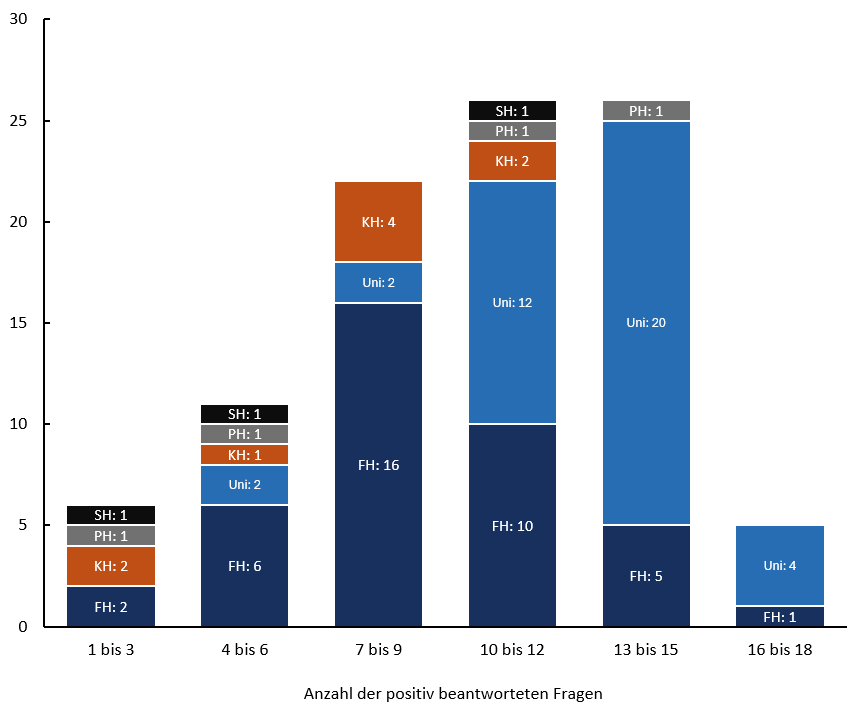 30
25
20
15
10
5
0
SH: 1
PH: 1
KH: 2
FH: 2
SH: 1
PH: 1
KH: 1
Uni: 2
FH: 6
KH: 4
Uni: 2
FH: 16
SH: 1
PH: 1
KH: 2
Uni: 12
FH: 10
PH: 1
Uni: 20
FH: 5
Uni: 4
FH: 1
1 bis 3
4 bis 6
7 bis 9
10 bis 12
13 bis 15
16 bis 18
Anzahl der positiv beantworteten Fragen